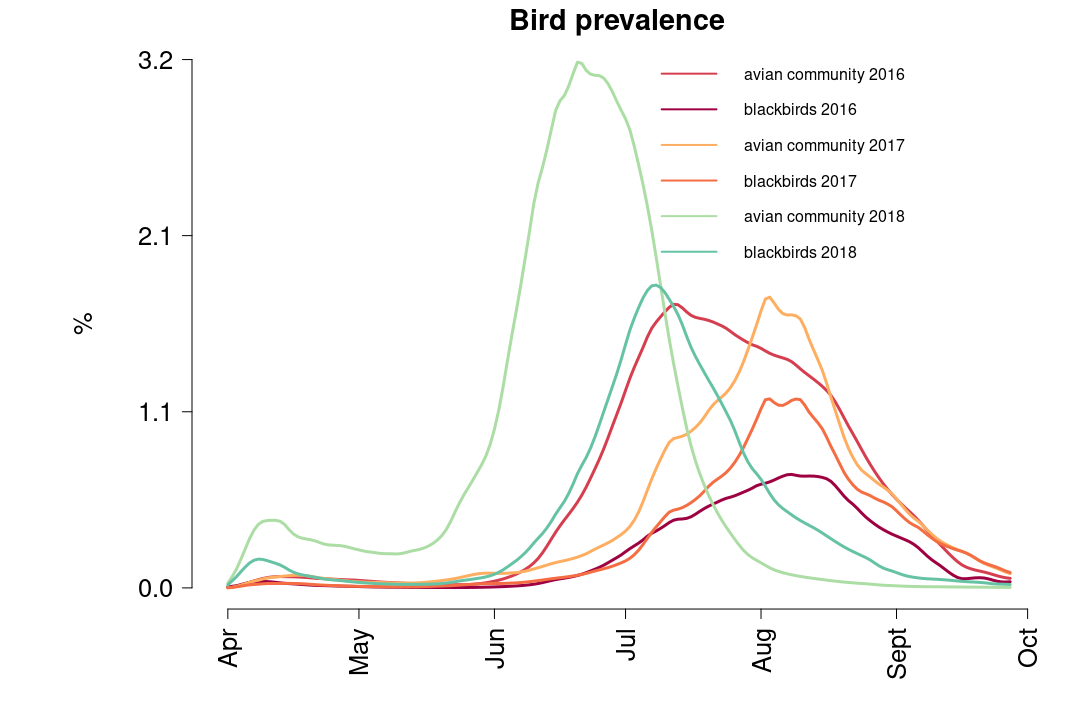 Bird prevalence
3.2
2.1
1.1
0.0
%
avian community 2016
blackbirds 2016
avian community 2017
blackbirds 2017
avian community 2018
blackbirds 2018
Apr
May
Jun
Jul
Aug
Sept
Oct